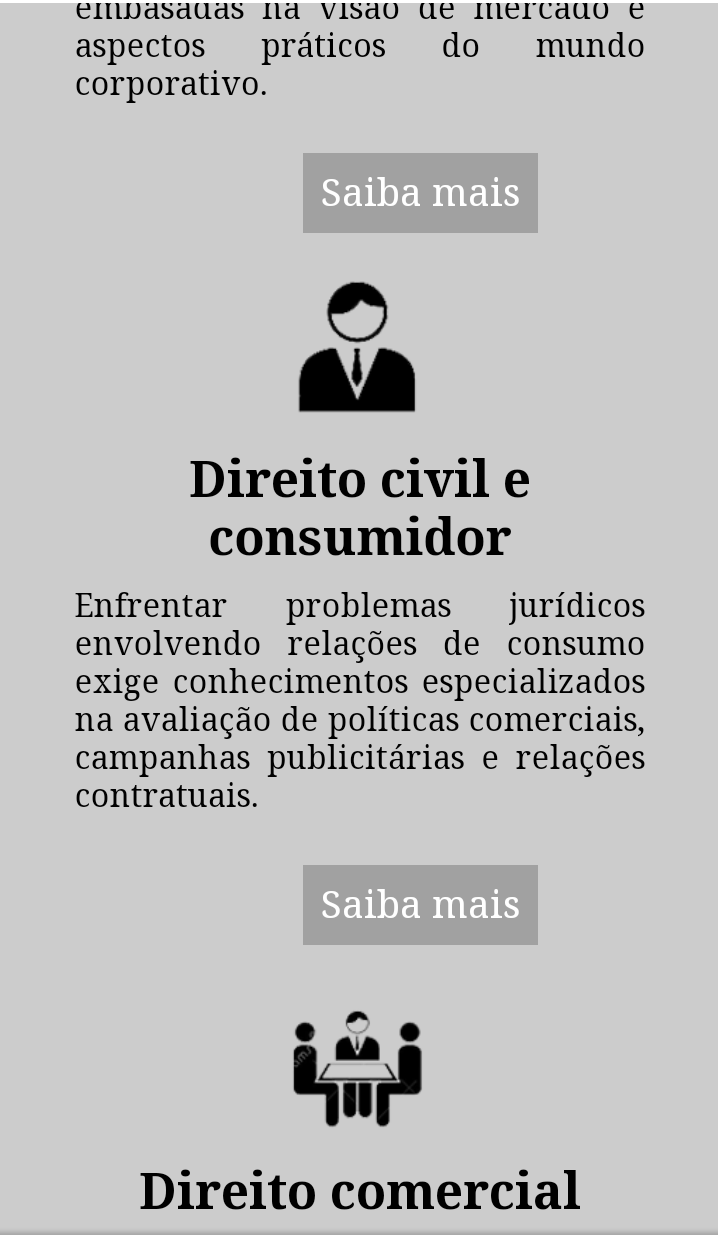 embasadas na visão de mercado e
aspectos práticos do mundo
corporativo.
Saiba mais
Direito civil e
consumidor
Enfrentar problemas jurídicos
envolvendo relações de consumo
exige conhecimentos especializados
na avaliação de políticas comerciais,
campanhas publicitárias e relações
contratuais.
Saiba mais
Direito comercial